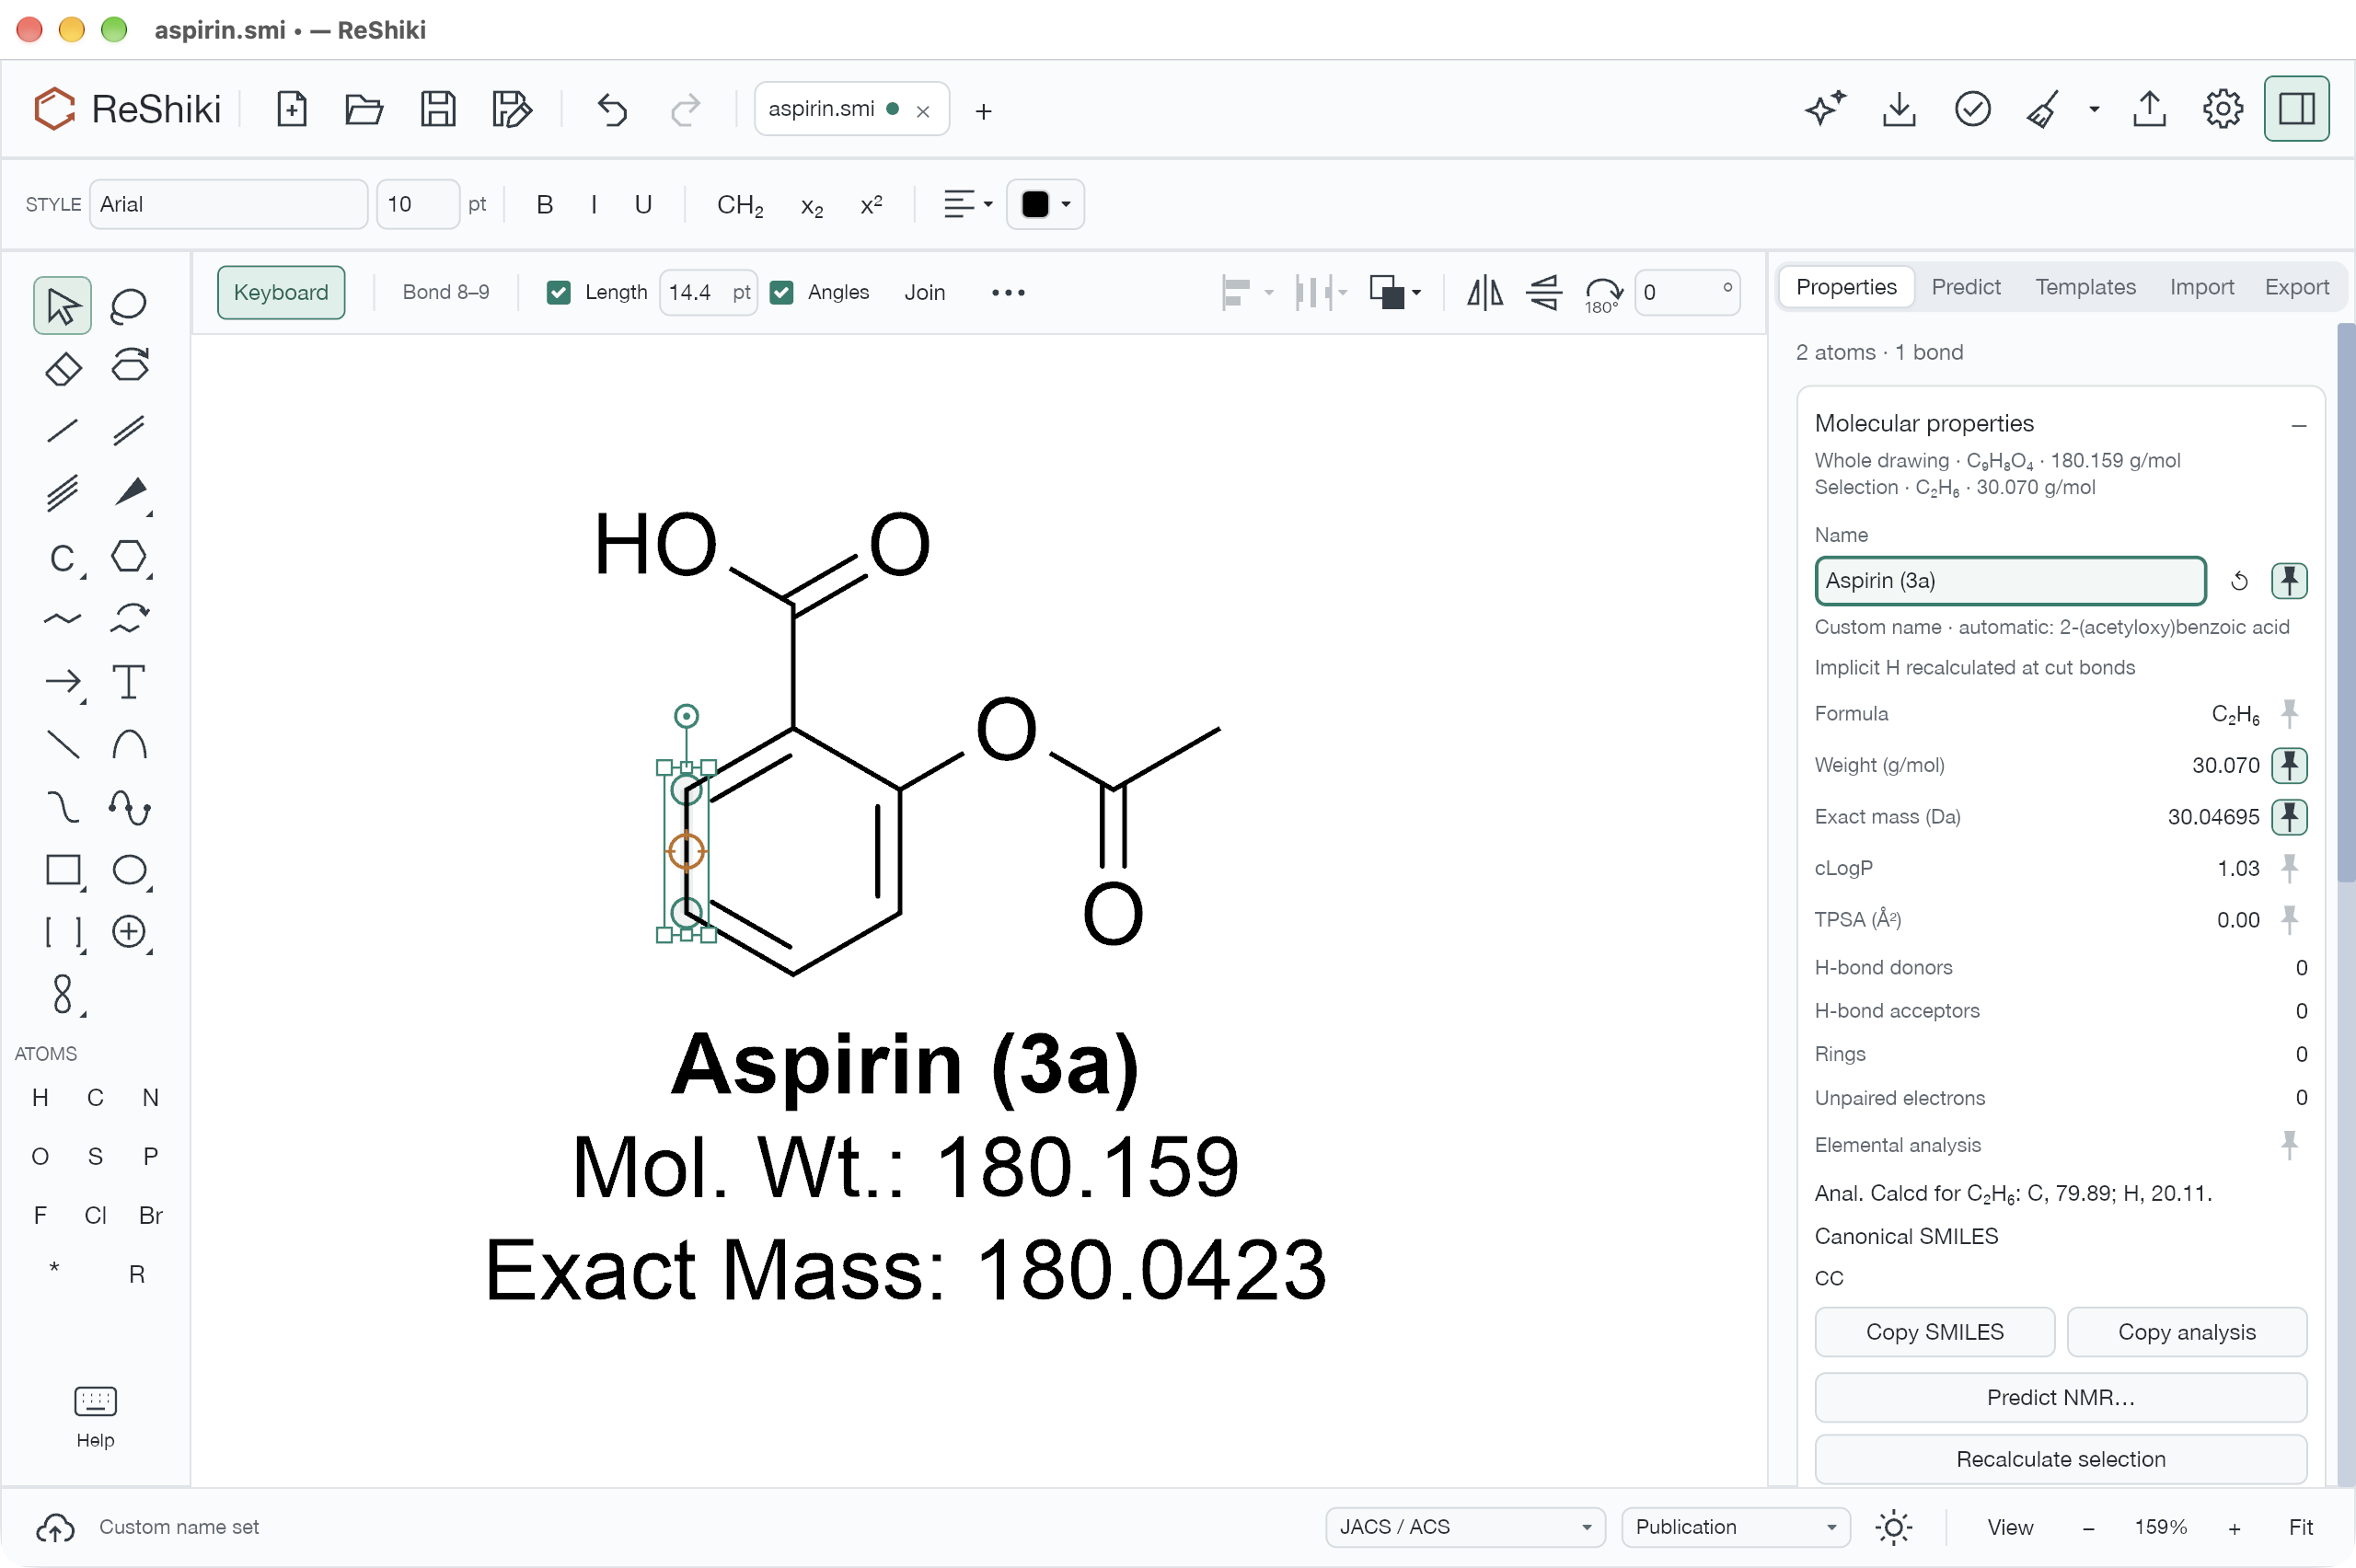 aspirin.smi • — ReShiki
ReShiki
aspirin.smi
STYLE Arial 10 pt B I U CH₂ x₂ x²
Keyboard Bond 8–9 Length 14.4 pt Angles Join ••• 180° 0 °
Properties Predict Templates Import Export
2 atoms · 1 bond
Molecular properties
Whole drawing · C₉H₈O₄ · 180.159 g/mol
Selection · C₂H₆ · 30.070 g/mol
Name
Aspirin (3a)
Custom name · automatic: 2-(acetyloxy)benzoic acid
Implicit H recalculated at cut bonds
Formula C₂H₆
Weight (g/mol) 30.070
Exact mass (Da) 30.04695
cLogP 1.03
TPSA (Å²) 0.00
H-bond donors 0
H-bond acceptors 0
Rings 0
Unpaired electrons 0
Elemental analysis
Anal. Calcd for C₂H₆: C, 79.89; H, 20.11.
Canonical SMILES
CC
Copy SMILES Copy analysis
Predict NMR...
Recalculate selection
C
T
[ ]
ATOMS
H C N
O S P
F Cl Br
* R
Help
HO O
O
O
Aspirin (3a)
Mol. Wt.: 180.159
Exact Mass: 180.0423
Custom name set JACS / ACS Publication View – 159% + Fit